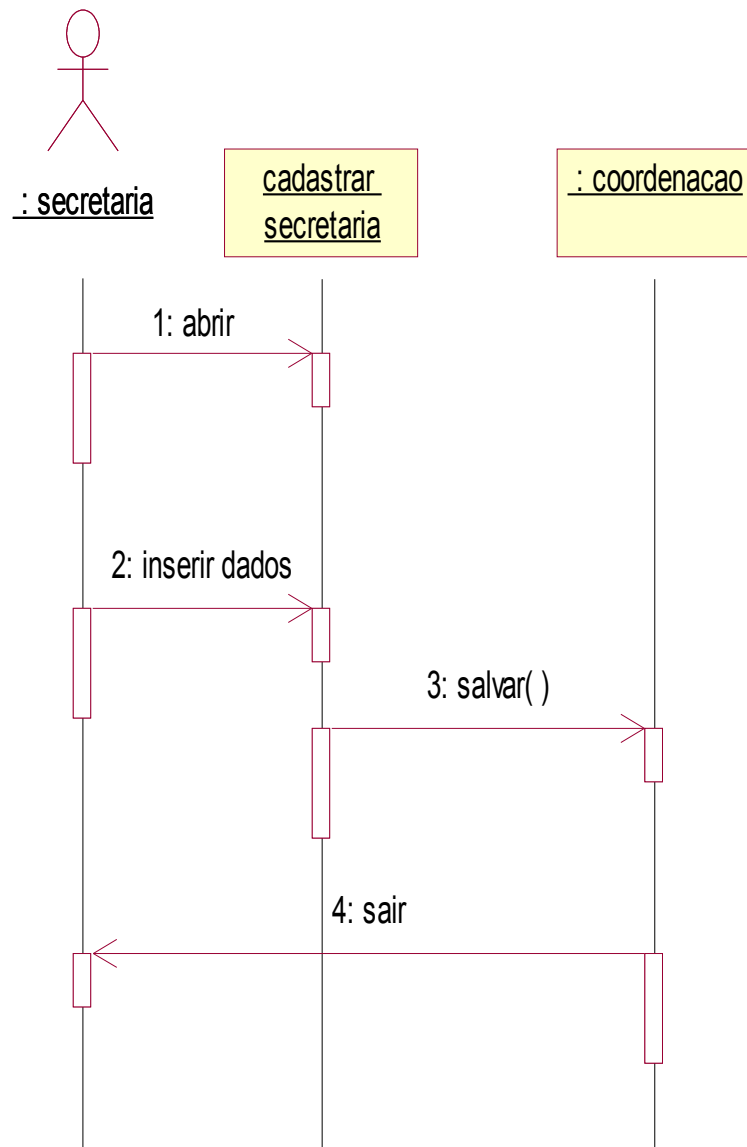 : secretaria
cadastrar
secretaria
: coordenacao
1: abrir
2: inserir dados
3: salvar( )
4: sair